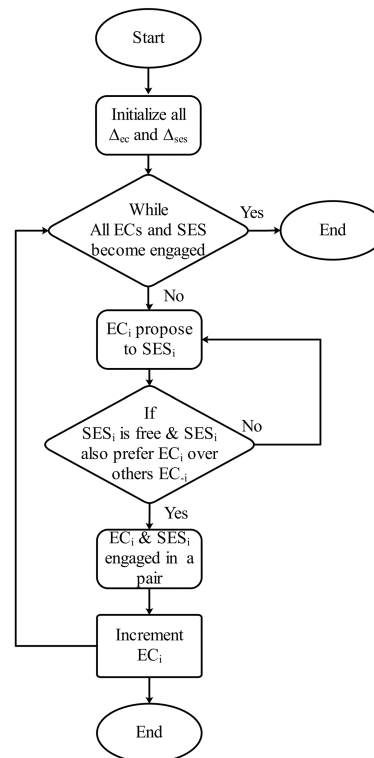 Start
Initialize all
Δec and Δses
While
All ECs and SES
become engaged
Yes
End
No
ECi propose
to SESi
If
SESi is free & SESi
also prefer ECi over
others EC-i
No
Yes
ECi & SESi
engaged in a
pair
Increment
ECi
End